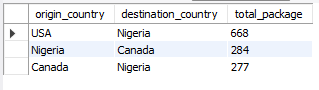 origin_country destination_country total_package
USA Nigeria 668
Nigeria Canada 284
Canada Nigeria 277